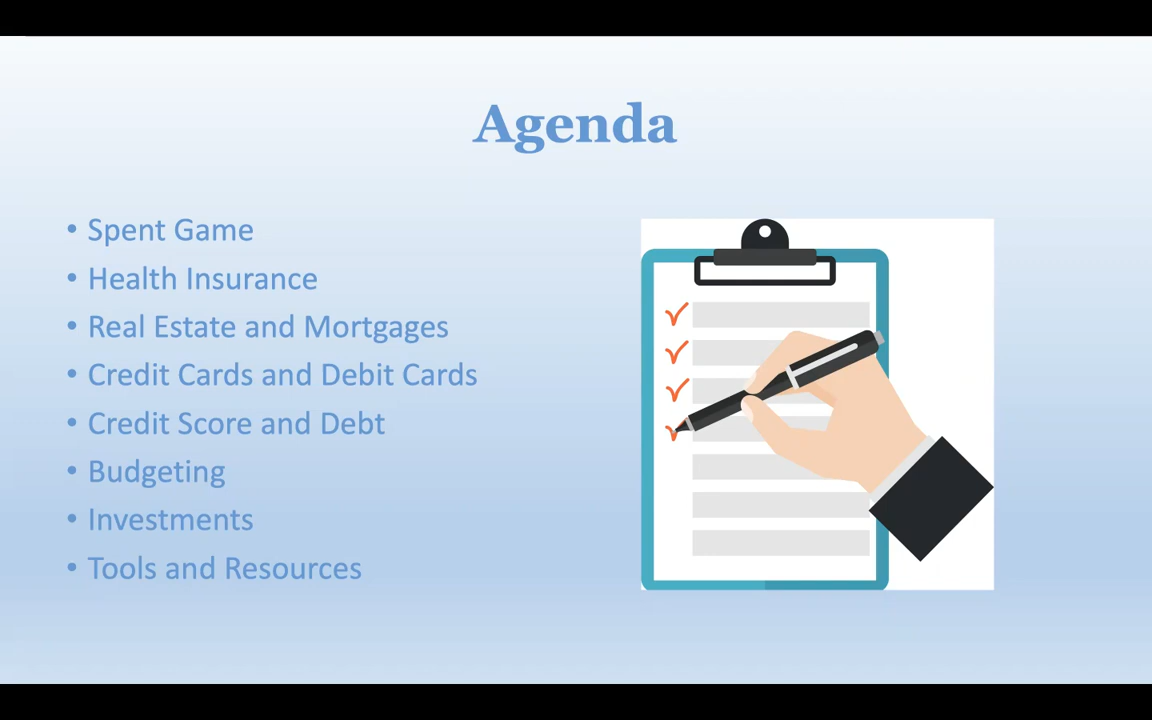 Agenda
• Spent Game
• Health Insurance
• Real Estate and Mortgages
• Credit Cards and Debit Cards
• Credit Score and Debt
• Budgeting
• Investments
• Tools and Resources